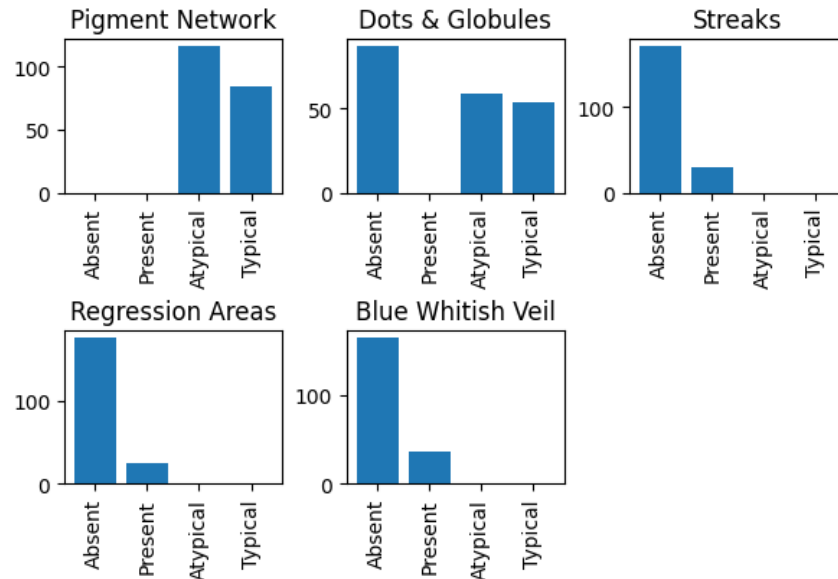 Pigment Network
100
50
0
Absent
Present
Atypical
Typical
Dots & Globules
50
0
Absent
Present
Atypical
Typical
Streaks
100
0
Absent
Present
Atypical
Typical
Regression Areas
100
0
Absent
Present
Atypical
Typical
Blue Whitish Veil
100
0
Absent
Present
Atypical
Typical